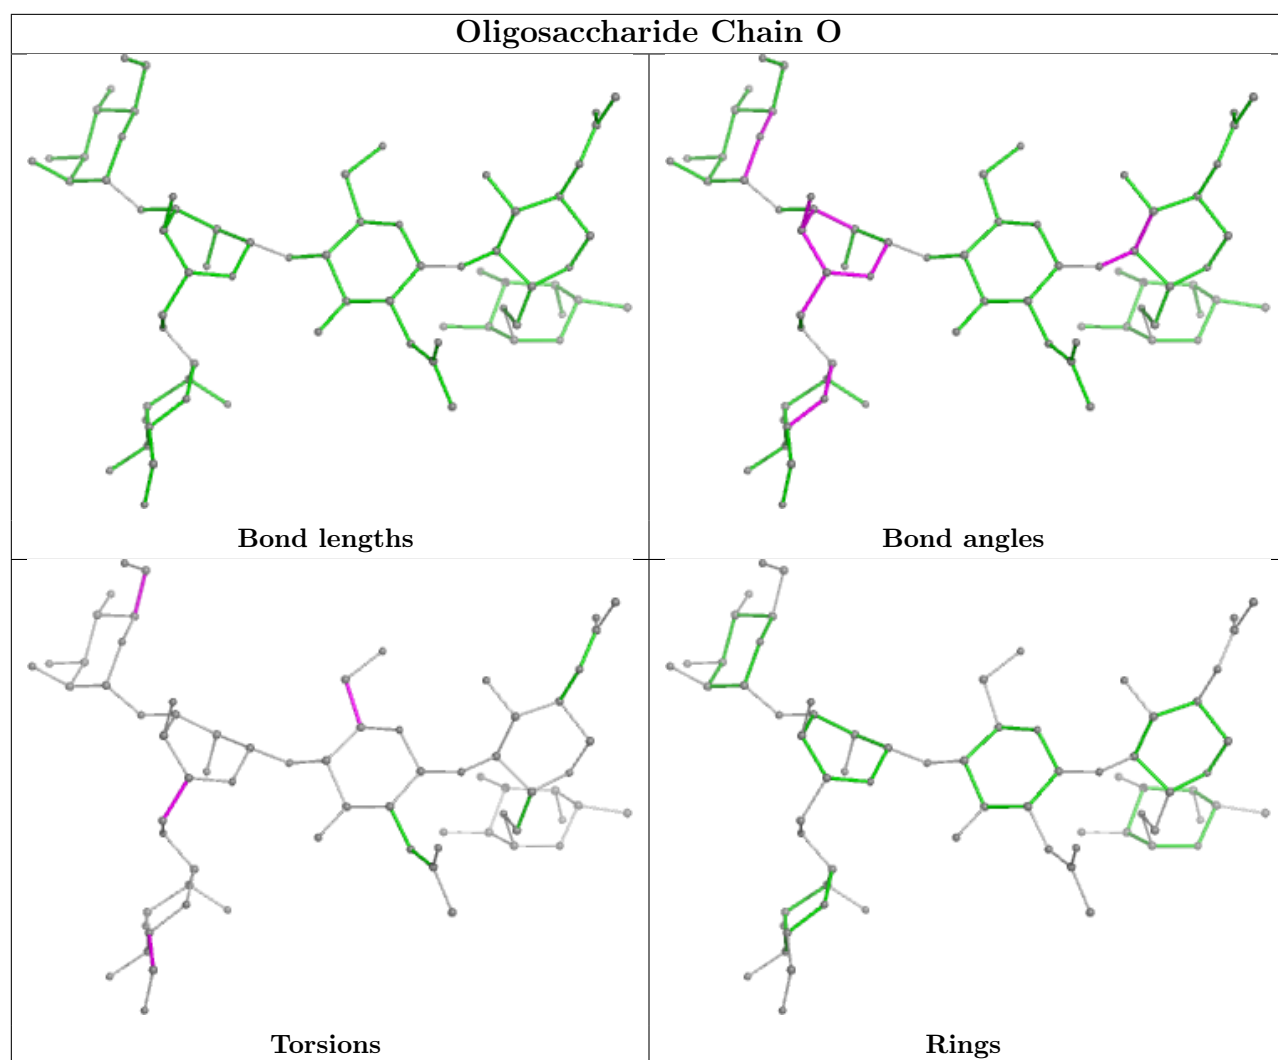 Oligosaccharide Chain O
Bond lengths
Bond angles
Torsions
Rings